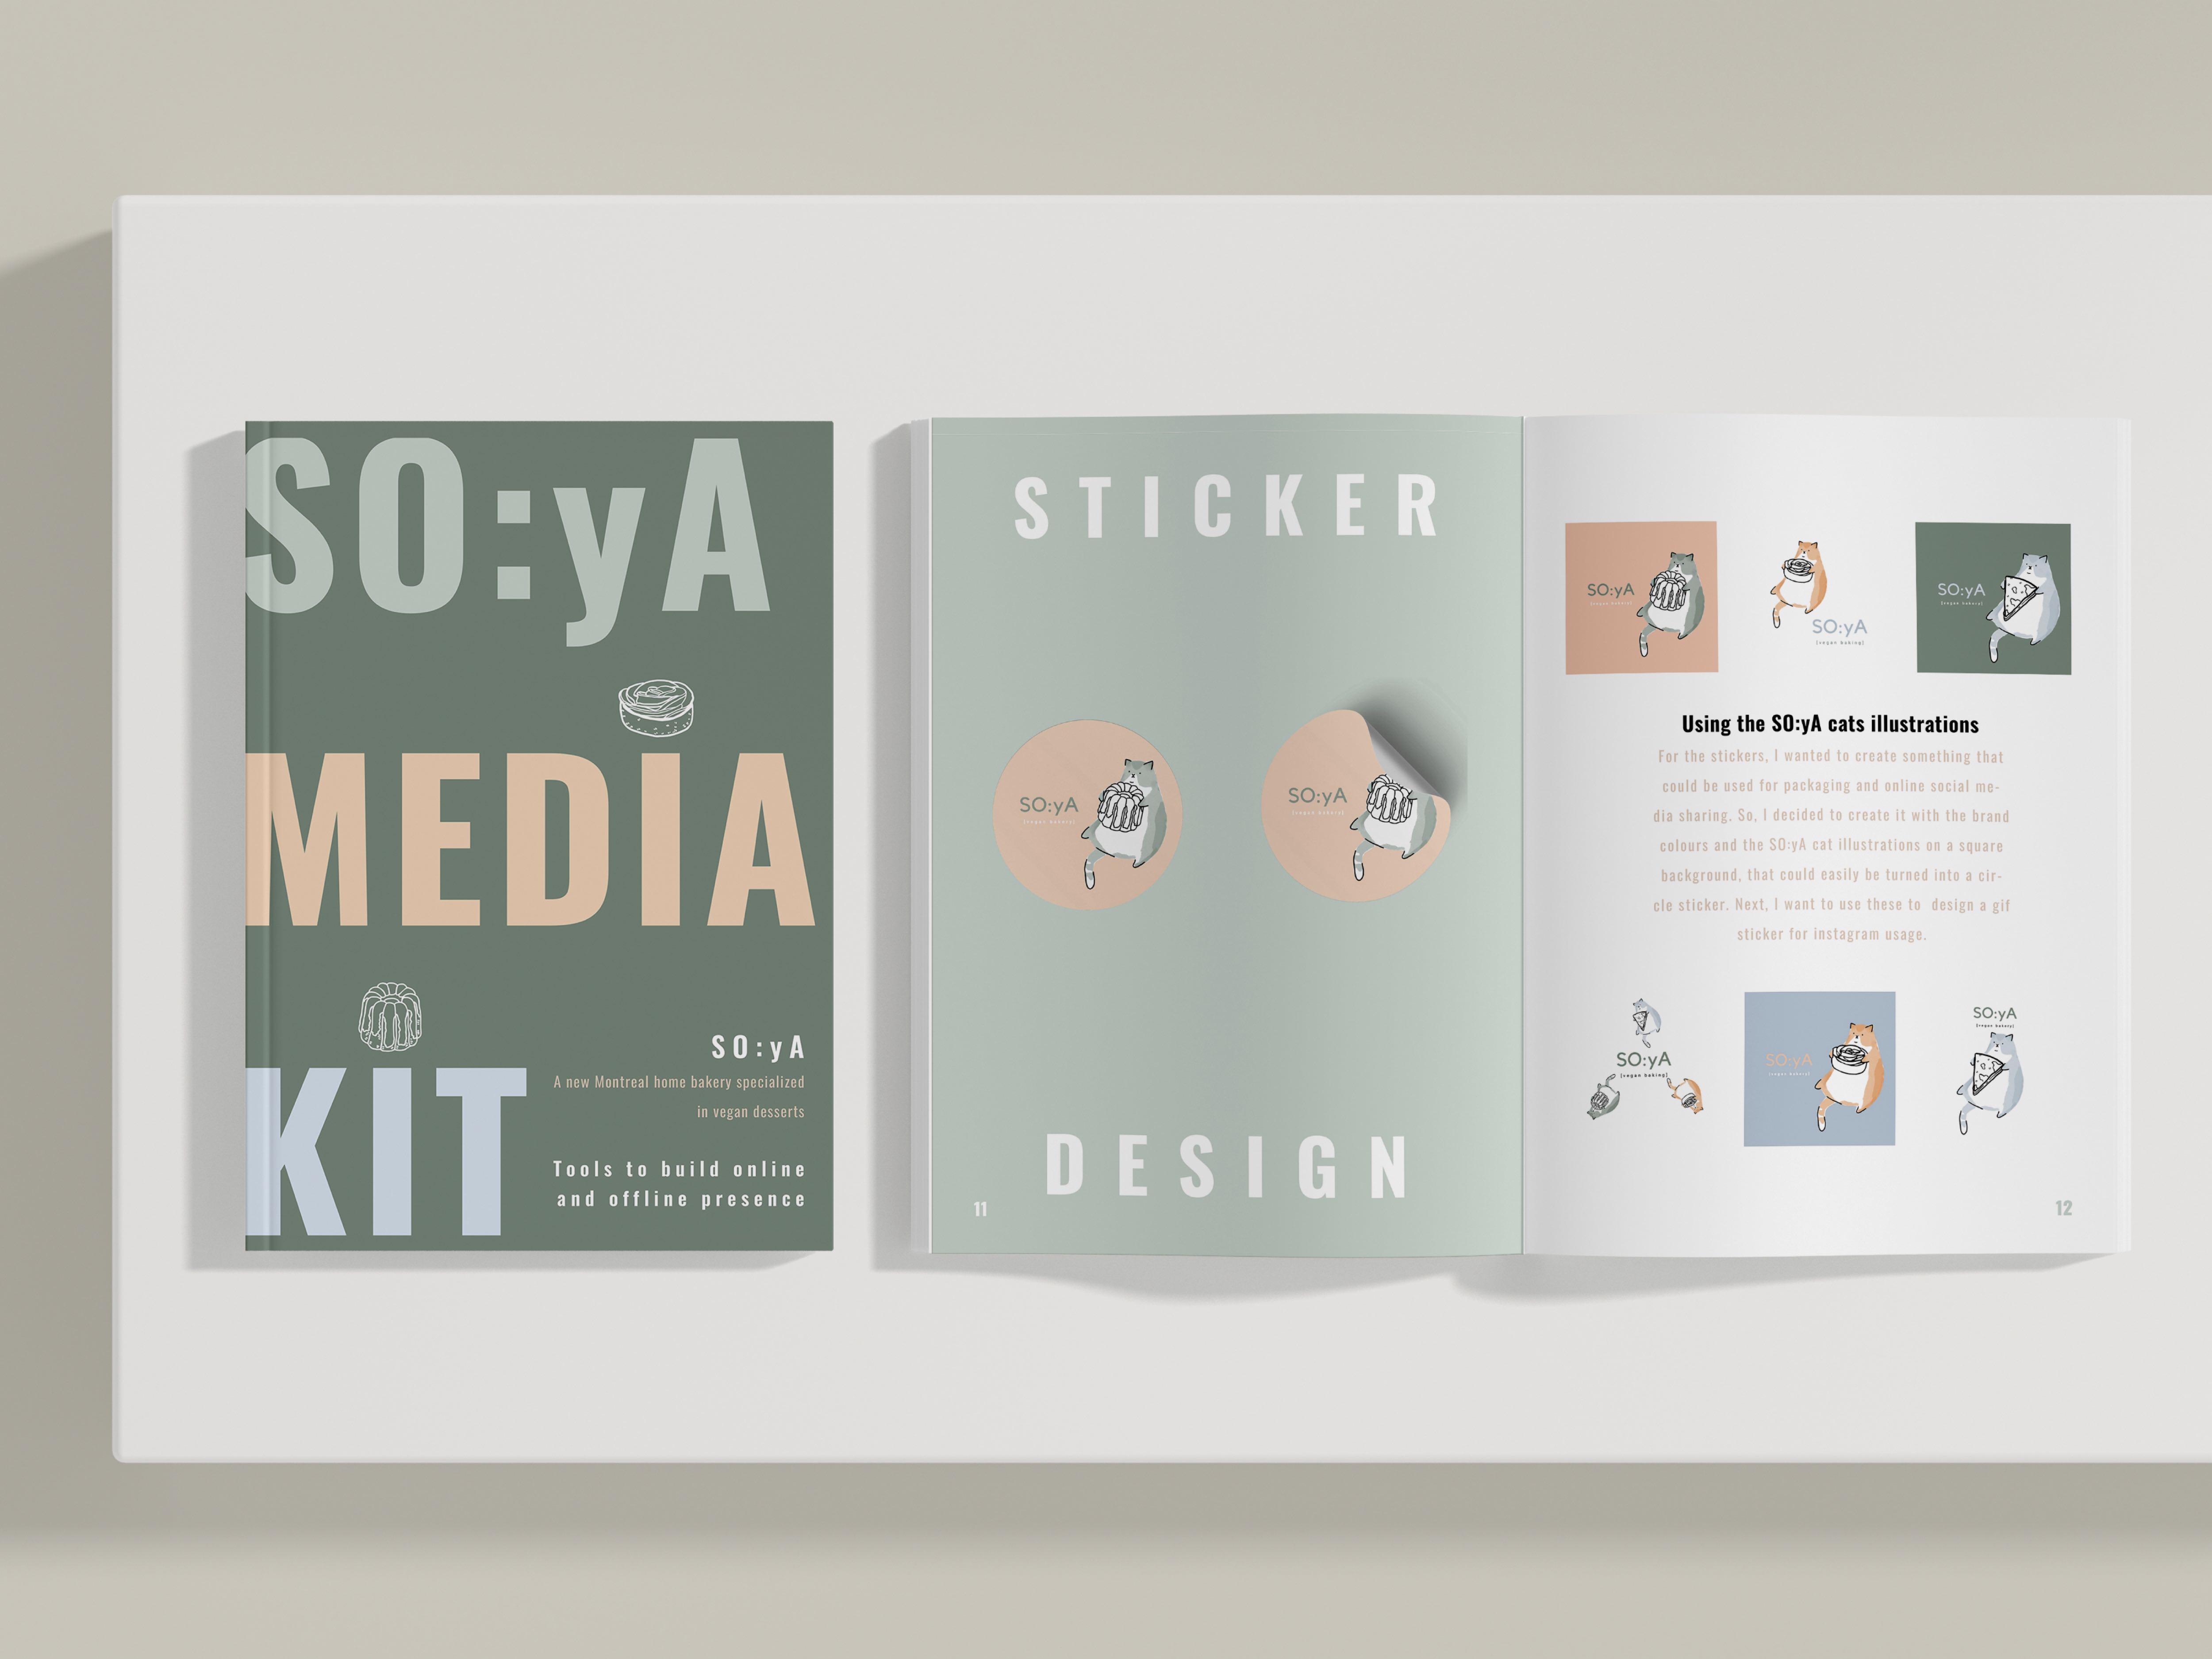 SO:yA
MEDIA
KIT
SO:yA
A new Montreal home bakery specialized
in vegan desserts
Tools to build online
and offline presence
STICKER
SO:yA
[vegan bakery]
SO:yA
[vegan bakery]
DESIGN
11
SO:yA
[vegan bakery]
SO:yA
[vegan baking]
SO:yA
[vegan bakery]
Using the SO:yA cats illustrations
For the stickers, I wanted to create something that
could be used for packaging and online social me-
dia sharing. So, I decided to create it with the brand
colours and the SO:yA cat illustrations on a square
background, that could easily be turned into a cir-
cle sticker. Next, I want to use these to design a gif
sticker for instagram usage.
SO:yA
[vegan baking]
SO:yA
[vegan bakery]
SO:yA
[vegan bakery]
12